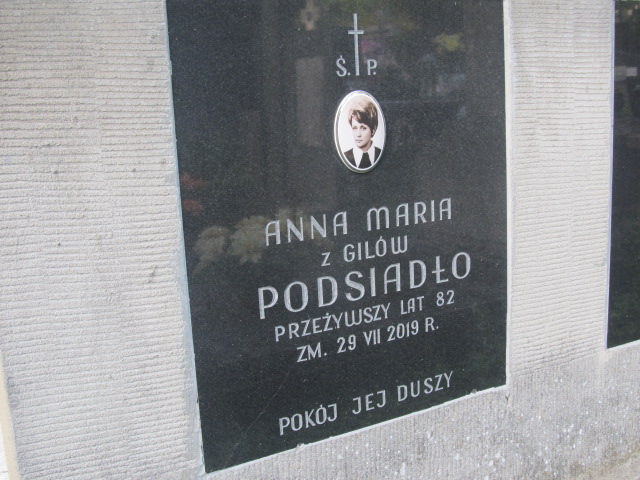 Ś. P.
ANNA MARIA
Z GILÓW
PODSIADŁO
PRZEŻYWSZY LAT 82
ZM. 29 VII 2019 R.
POKÓJ JEJ DUSZY